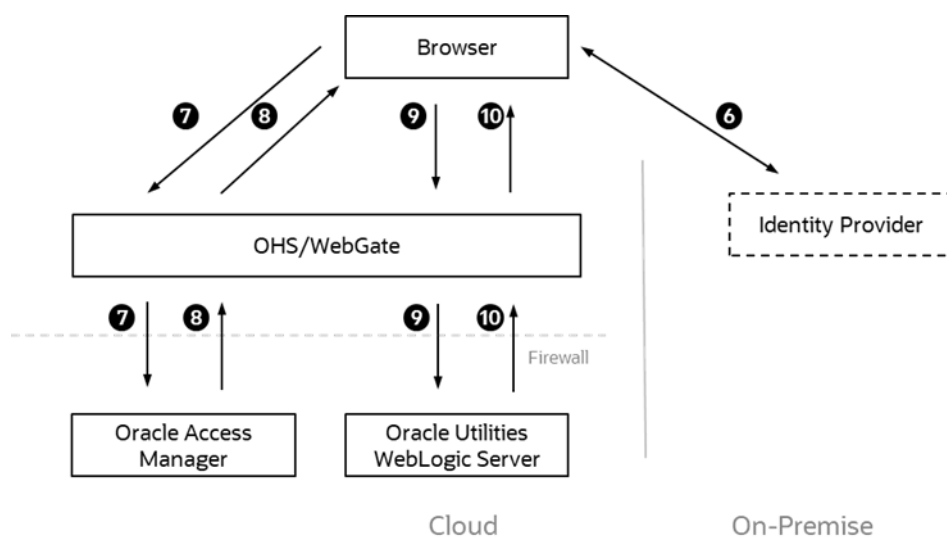 Browser
7
8
9
10
6
OHS/WebGate
Identity Provider
7
8
9
10
Firewall
Oracle Access
Manager
Oracle Utilities
WebLogic Server
Cloud
On-Premise